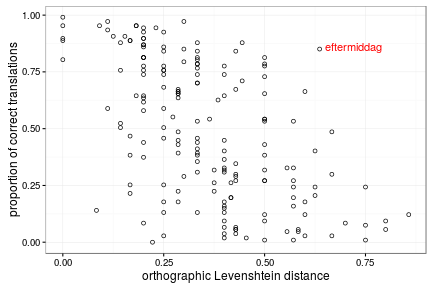 1.00
eftermiddag
0.75
0.50
0.25
0.00
0.00 0.25 0.50 0.75
orthographic Levenshtein distance
proportion of correct translations